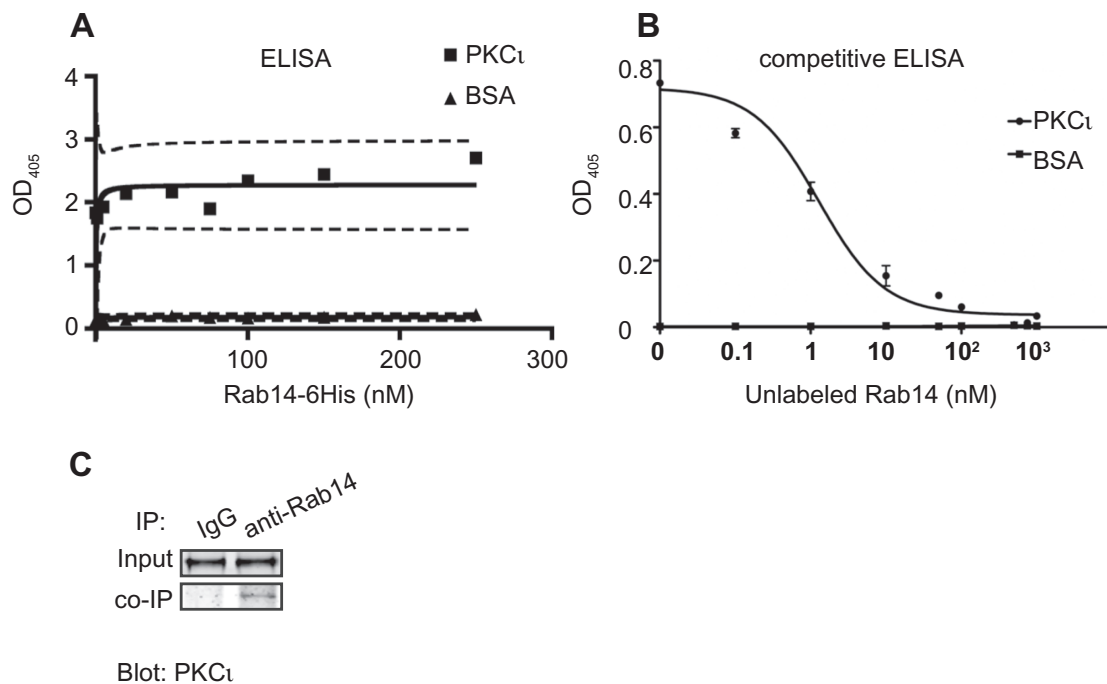 A
ELISA
PKCι
BSA
4
3
2
1
0
OD405
100
200
300
Rab14-6His (nM)
B
competitive ELISA
PKCι
BSA
0.8
0.6
0.4
0.2
0
OD405
0
0.1
1
10
10²
10³
Unlabeled Rab14 (nM)
C
IP:
IgG
anti-Rab14
Input
co-IP
Blot: PKCι